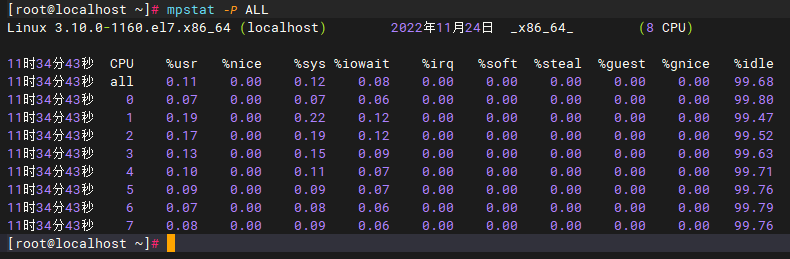 [root@localhost ~]# mpstat -P ALL
Linux 3.10.0-1160.el7.x86_64 (localhost) 2022年11月24日 _x86_64_ (8 CPU)
11时34分43秒 CPU %usr %nice %sys %iowait %irq %soft %steal %guest %gnice %idle
11时34分43秒 all 0.11 0.00 0.12 0.08 0.00 0.00 0.00 0.00 0.00 99.68
11时34分43秒 0 0.07 0.00 0.07 0.06 0.00 0.00 0.00 0.00 0.00 99.80
11时34分43秒 1 0.19 0.00 0.22 0.12 0.00 0.00 0.00 0.00 0.00 99.47
11时34分43秒 2 0.17 0.00 0.19 0.12 0.00 0.00 0.00 0.00 0.00 99.52
11时34分43秒 3 0.13 0.00 0.15 0.09 0.00 0.00 0.00 0.00 0.00 99.63
11时34分43秒 4 0.10 0.00 0.11 0.07 0.00 0.00 0.00 0.00 0.00 99.71
11时34分43秒 5 0.09 0.00 0.09 0.07 0.00 0.00 0.00 0.00 0.00 99.76
11时34分43秒 6 0.07 0.00 0.08 0.06 0.00 0.00 0.00 0.00 0.00 99.79
11时34分43秒 7 0.08 0.00 0.09 0.06 0.00 0.00 0.00 0.00 0.00 99.76
[root@localhost ~]#